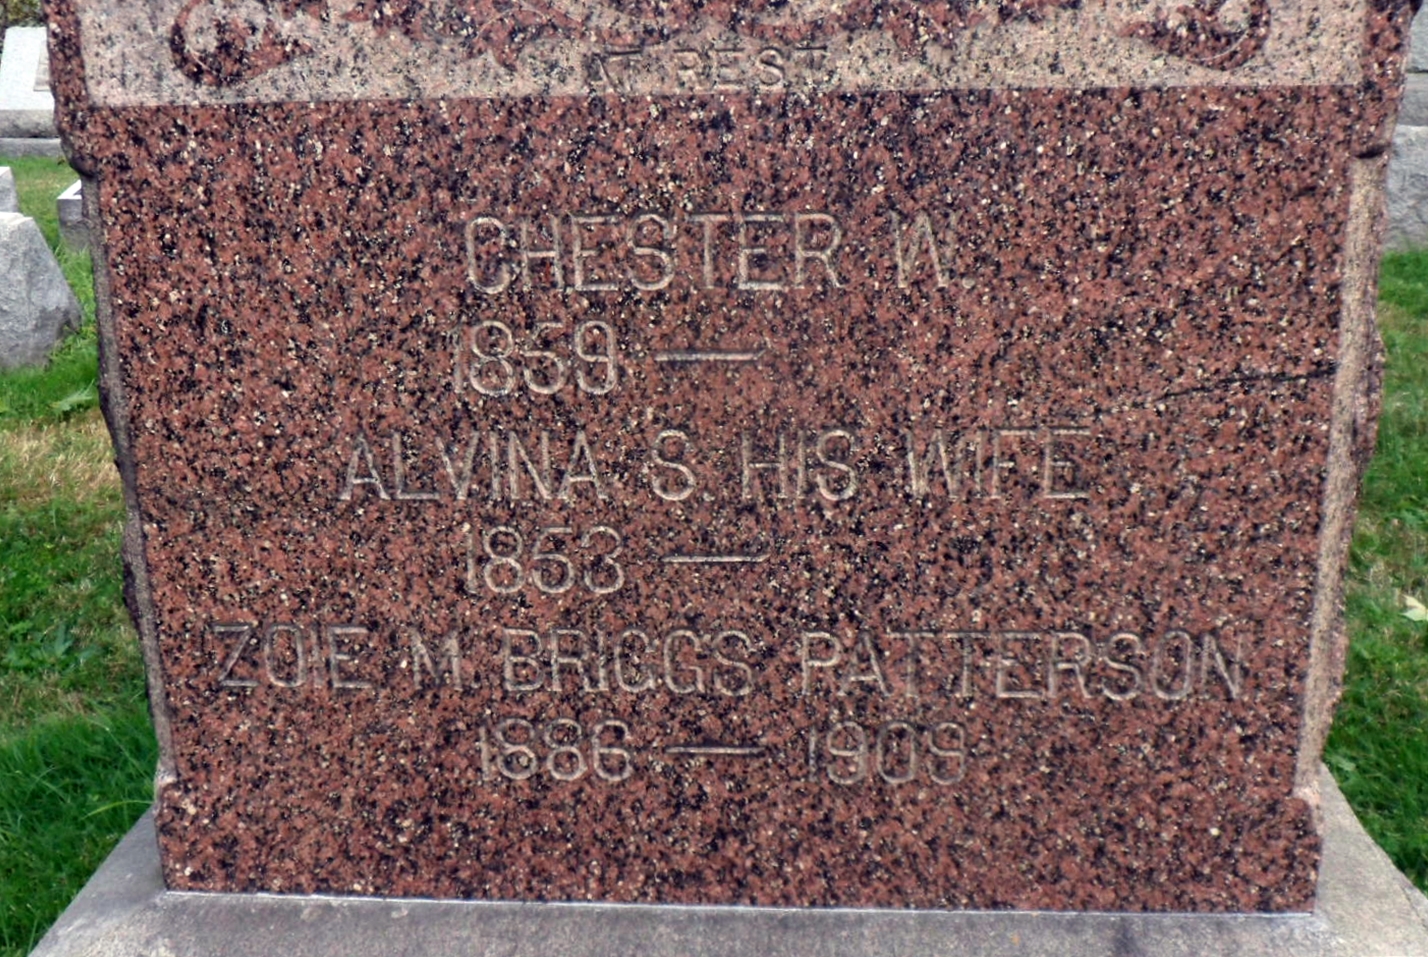 AT REST
CHESTER W.
1859 —
ALVINA S. HIS WIFE
1853 —
ZOIE M. BRIGGS PATTERSON
1886 — 1909